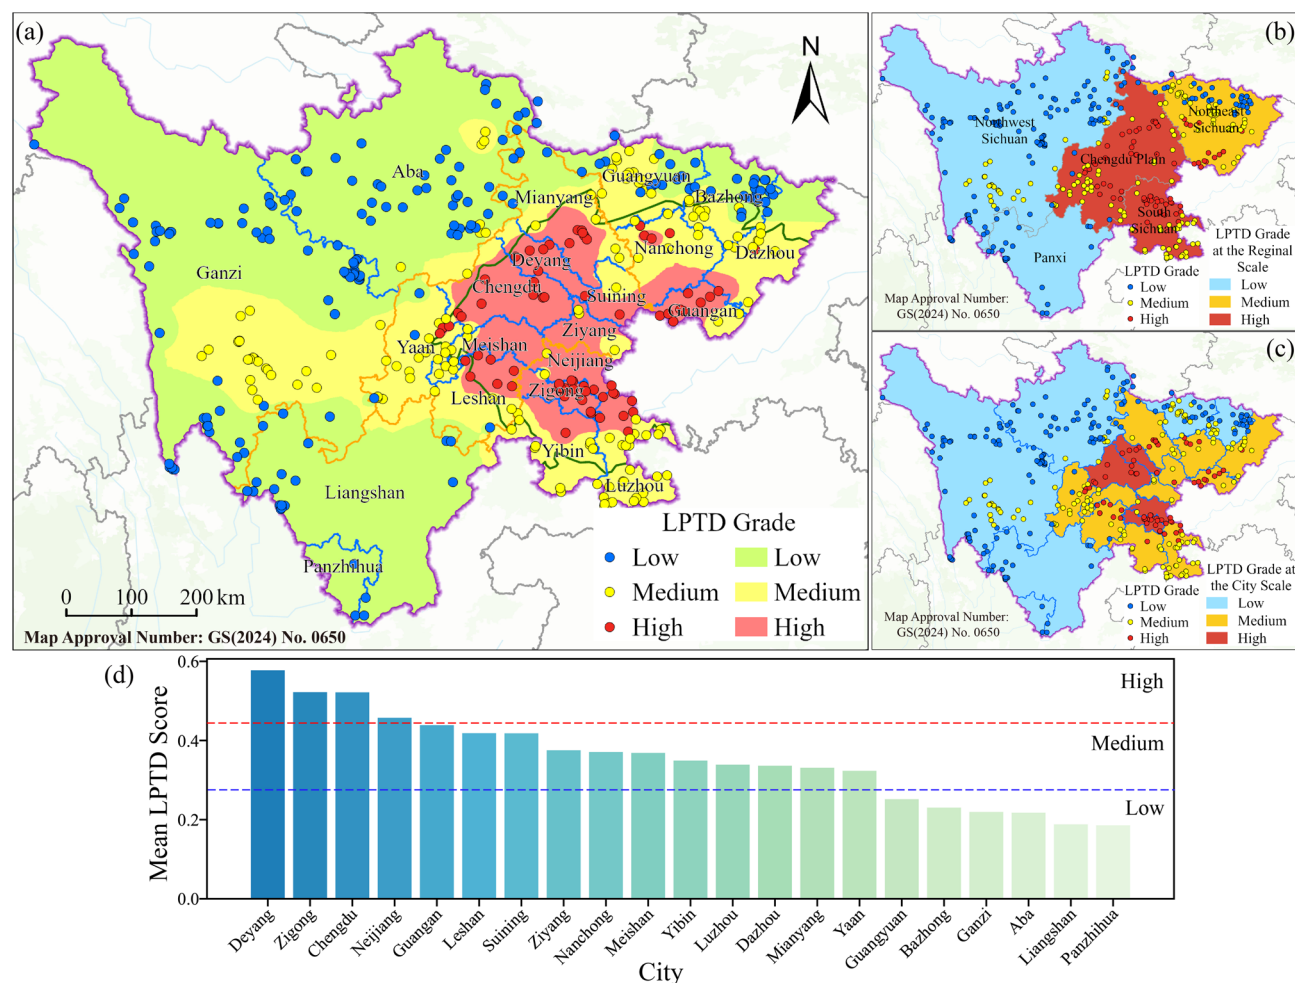 (a)
N
Aba
Guangyuan
Mianyang
Bazhong
Nanchong
Dazhou
Ganzi
Deyang
Chengdu
Suining
Guangan
Ziyang
Yaan
Meishan
Neijiang
Leshan
Zigong
Yibin
Luzhou
Liangshan
Panzhihua
LPTD Grade
Low
Low
Medium
Medium
High
High
0 100 200 km
Map Approval Number: GS(2024) No. 0650
(b)
Northwest
Sichuan
Northeast
Sichuan
Chengdu Plain
South
Sichuan
Panxi
LPTD Grade
at the Reginal
Scale
LPTD Grade
Low
Low
Medium
Medium
High
High
Map Approval Number:
GS(2024) No. 0650
(c)
LPTD Grade
LPTD Grade at
the City Scale
Low
Low
Medium
Medium
High
High
Map Approval Number:
GS(2024) No. 0650
(d)
Mean LPTD Score
0.6
0.4
0.2
0.0
High
Medium
Low
Deyang
Zigong
Chengdu
Neijiang
Guangan
Leshan
Suining
Ziyang
Nanchong
Meishan
Yibin
Luzhou
Dazhou
Mianyang
Yaan
Guangyuan
Bazhong
Ganzi
Aba
Liangshan
Panzhihua
City